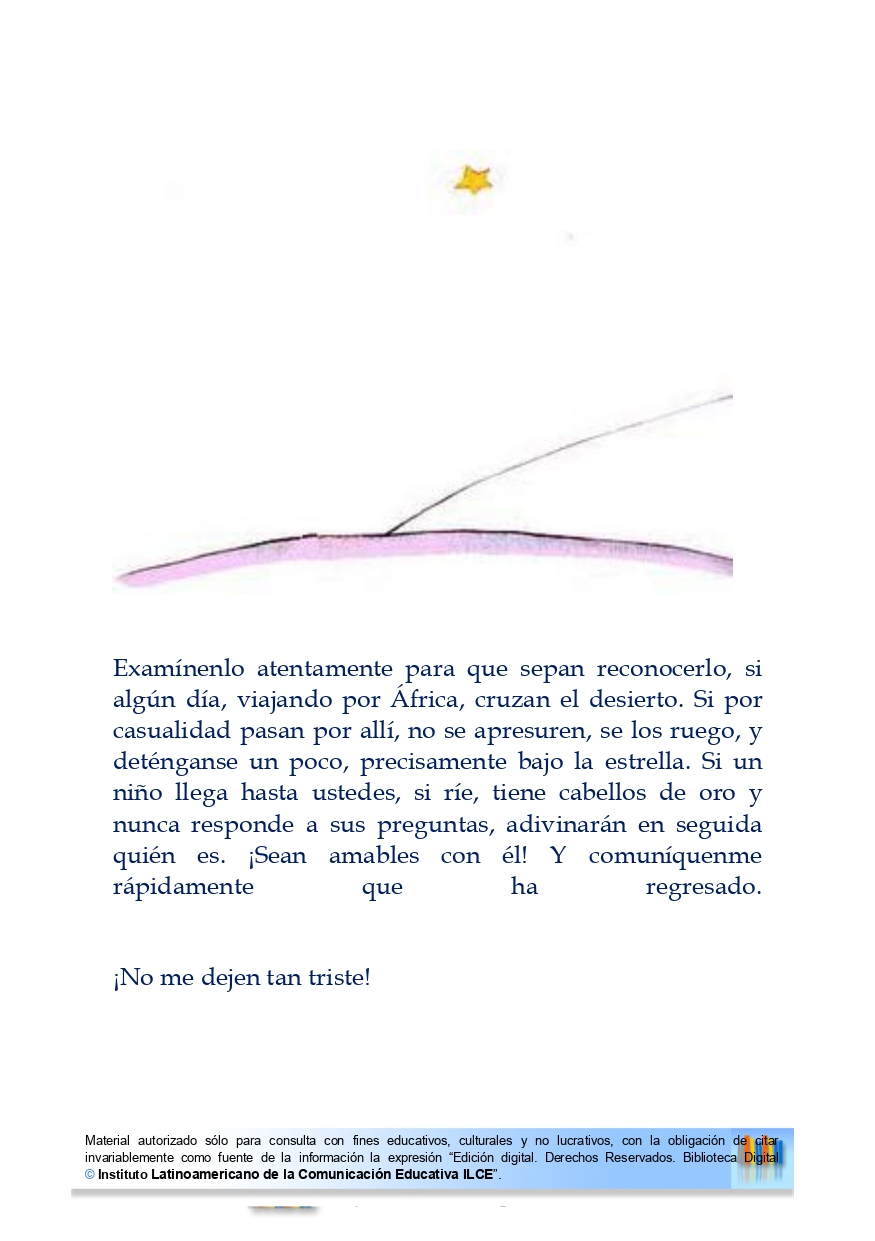 Examínenlo atentamente para que sepan reconocerlo, si
algún día, viajando por África, cruzan el desierto. Si por
casualidad pasan por allí, no se apresuren, se los ruego, y
deténganse un poco, precisamente bajo la estrella. Si un
niño llega hasta ustedes, si ríe, tiene cabellos de oro y
nunca responde a sus preguntas, adivinarán en seguida
quién es. ¡Sean amables con él! Y comuníquenme
rápidamente que ha regresado.
¡No me dejen tan triste!
Material autorizado sólo para consulta con fines educativos, culturales y no lucrativos, con la obligación de citar
invariablemente como fuente de la información la expresión “Edición digital. Derechos Reservados. Biblioteca Digital
© Instituto Latinoamericano de la Comunicación Educativa ILCE”.